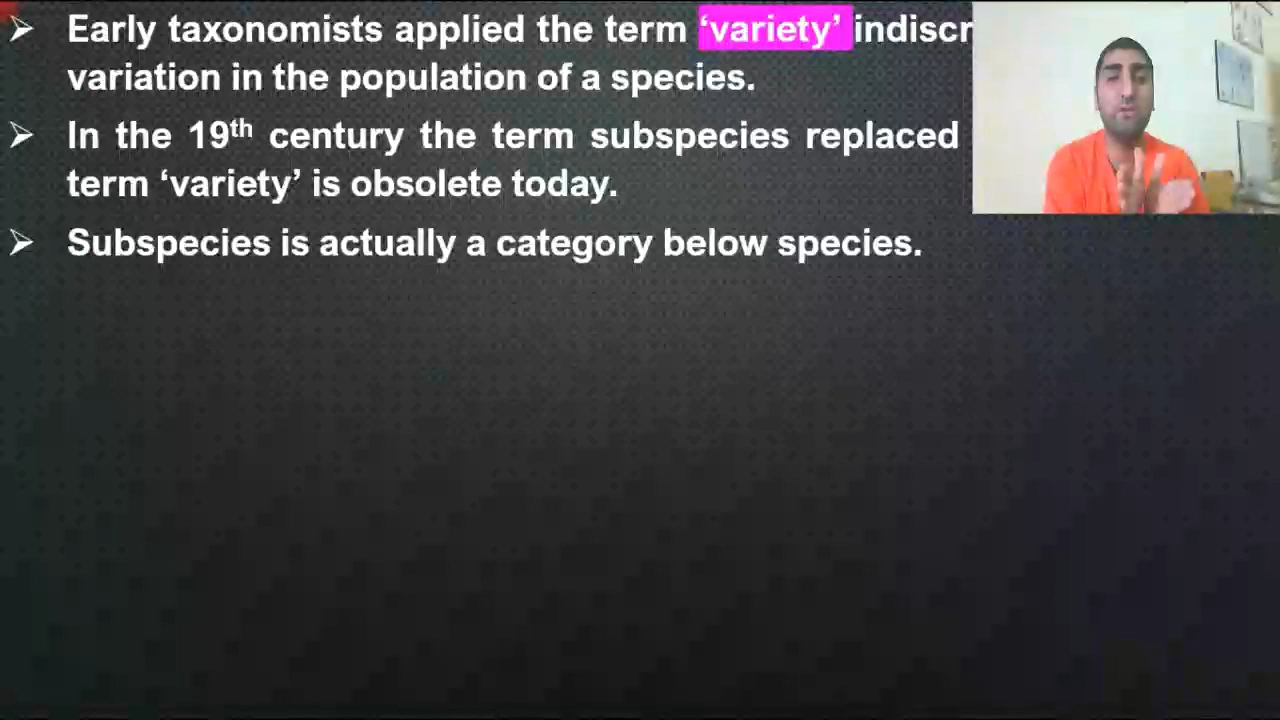 ➢ Early taxonomists applied the term ‘variety’ indiscr
variation in the population of a species.
➢ In the 19th century the term subspecies replaced
term ‘variety’ is obsolete today.
➢ Subspecies is actually a category below species.